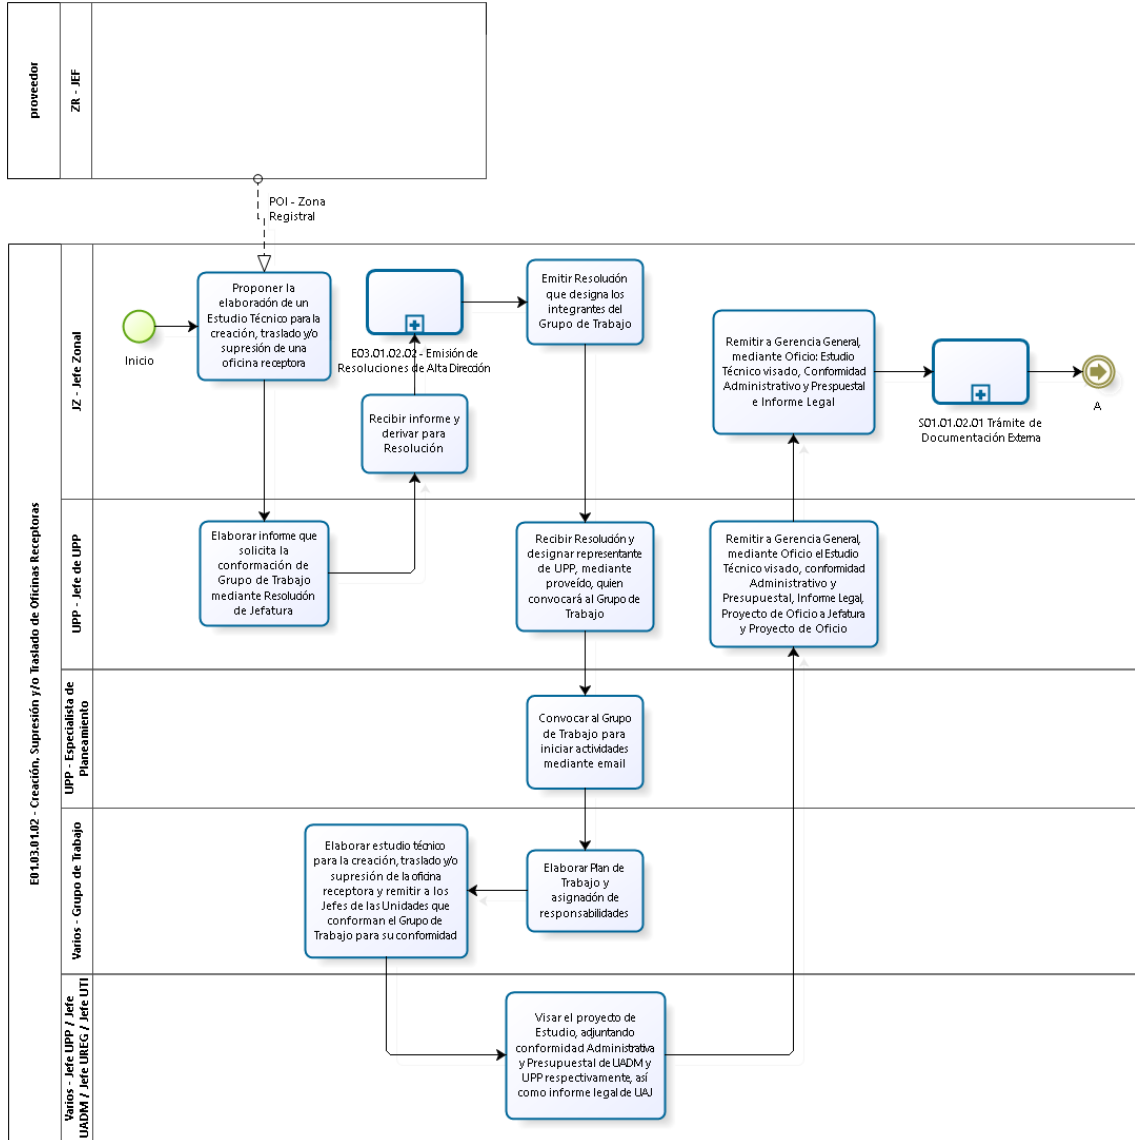 proveedor
ZR - JEF
POI - Zona
Registral
E01.03.01.02 - Creación, Supresión y/o Traslado de Oficinas Receptoras
JZ - Jefe Zonal
Inicio
Proponer la
elaboración de un
Estudio Técnico para la
creación, traslado y/o
supresión de una
oficina receptora
E03.01.02.02 - Emisión de
Resoluciones de Alta Dirección
Recibir informe y
derivar para
Resolución
Emitir Resolución
que designa los
integrantes del
Grupo de Trabajo
Remitir a Gerencia General,
mediante Oficio: Estudio
Técnico visado, Conformidad
Administrativo y Prespuestal
e Informe Legal
S01.01.02.01 Trámite de
Documentación Externa
A
UPP - Jefe de UPP
Elaborar informe que
solicita la
conformación de
Grupo de Trabajo
mediante Resolución
de Jefatura
Recibir Resolución y
designar representante
de UPP, mediante
proveído, quien
convocará al Grupo de
Trabajo
Remitir a Gerencia General,
mediante Oficio el Estudio
Técnico visado, conformidad
Administrativo y
Presupuestal, Informe Legal,
Proyecto de Oficio a Jefatura
y Proyecto de Oficio
UPP - Especialista de
Planeamiento
Convocar al Grupo
de Trabajo para
iniciar actividades
mediante email
Varios - Grupo de Trabajo
Elaborar estudio técnico
para la creación, traslado y/o
supresión de la oficina
receptora y remitir a los
Jefes de las Unidades que
conforman el Grupo de
Trabajo para su conformidad
Elaborar Plan de
Trabajo y
asignación de
responsabilidades
Varios - Jefe UPP / Jefe
UADM / Jefe UREG / Jefe UTI
Visar el proyecto de
Estudio, adjuntando
conformidad Administrativa
y Presupuestal de UADM y
UPP respectivamente, así
como informe legal de UAJ